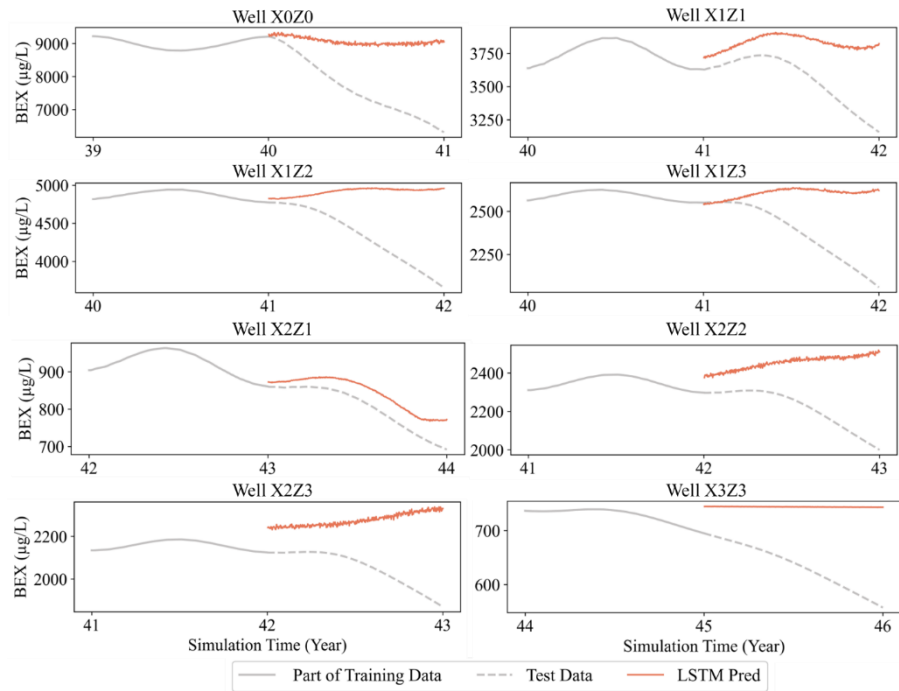 Well X0Z0
Well X1Z1
BEX (µg/L)
9000
8000
7000
39
40
41
3750
3500
3250
40
41
42
Well X1Z2
Well X1Z3
BEX (µg/L)
5000
4500
4000
40
41
42
2500
2250
40
41
42
Well X2Z1
Well X2Z2
BEX (µg/L)
900
800
700
42
43
44
2400
2200
2000
41
42
43
Well X2Z3
Well X3Z3
BEX (µg/L)
2200
2000
41
42
43
700
600
44
45
46
Simulation Time (Year)
Simulation Time (Year)
Part of Training Data
Test Data
LSTM Pred